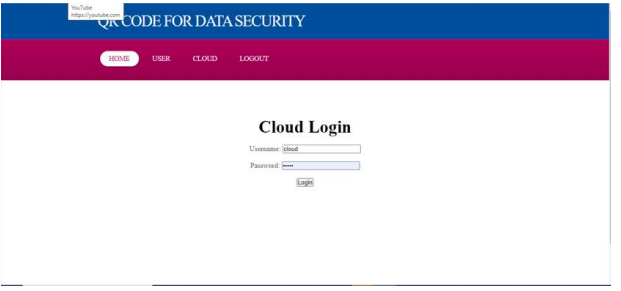 YouTube
https://youtube.com
QR CODE FOR DATA SECURITY
HOME USER CLOUD LOGOUT
Cloud Login
Username: cloud
Password: •••••
Login